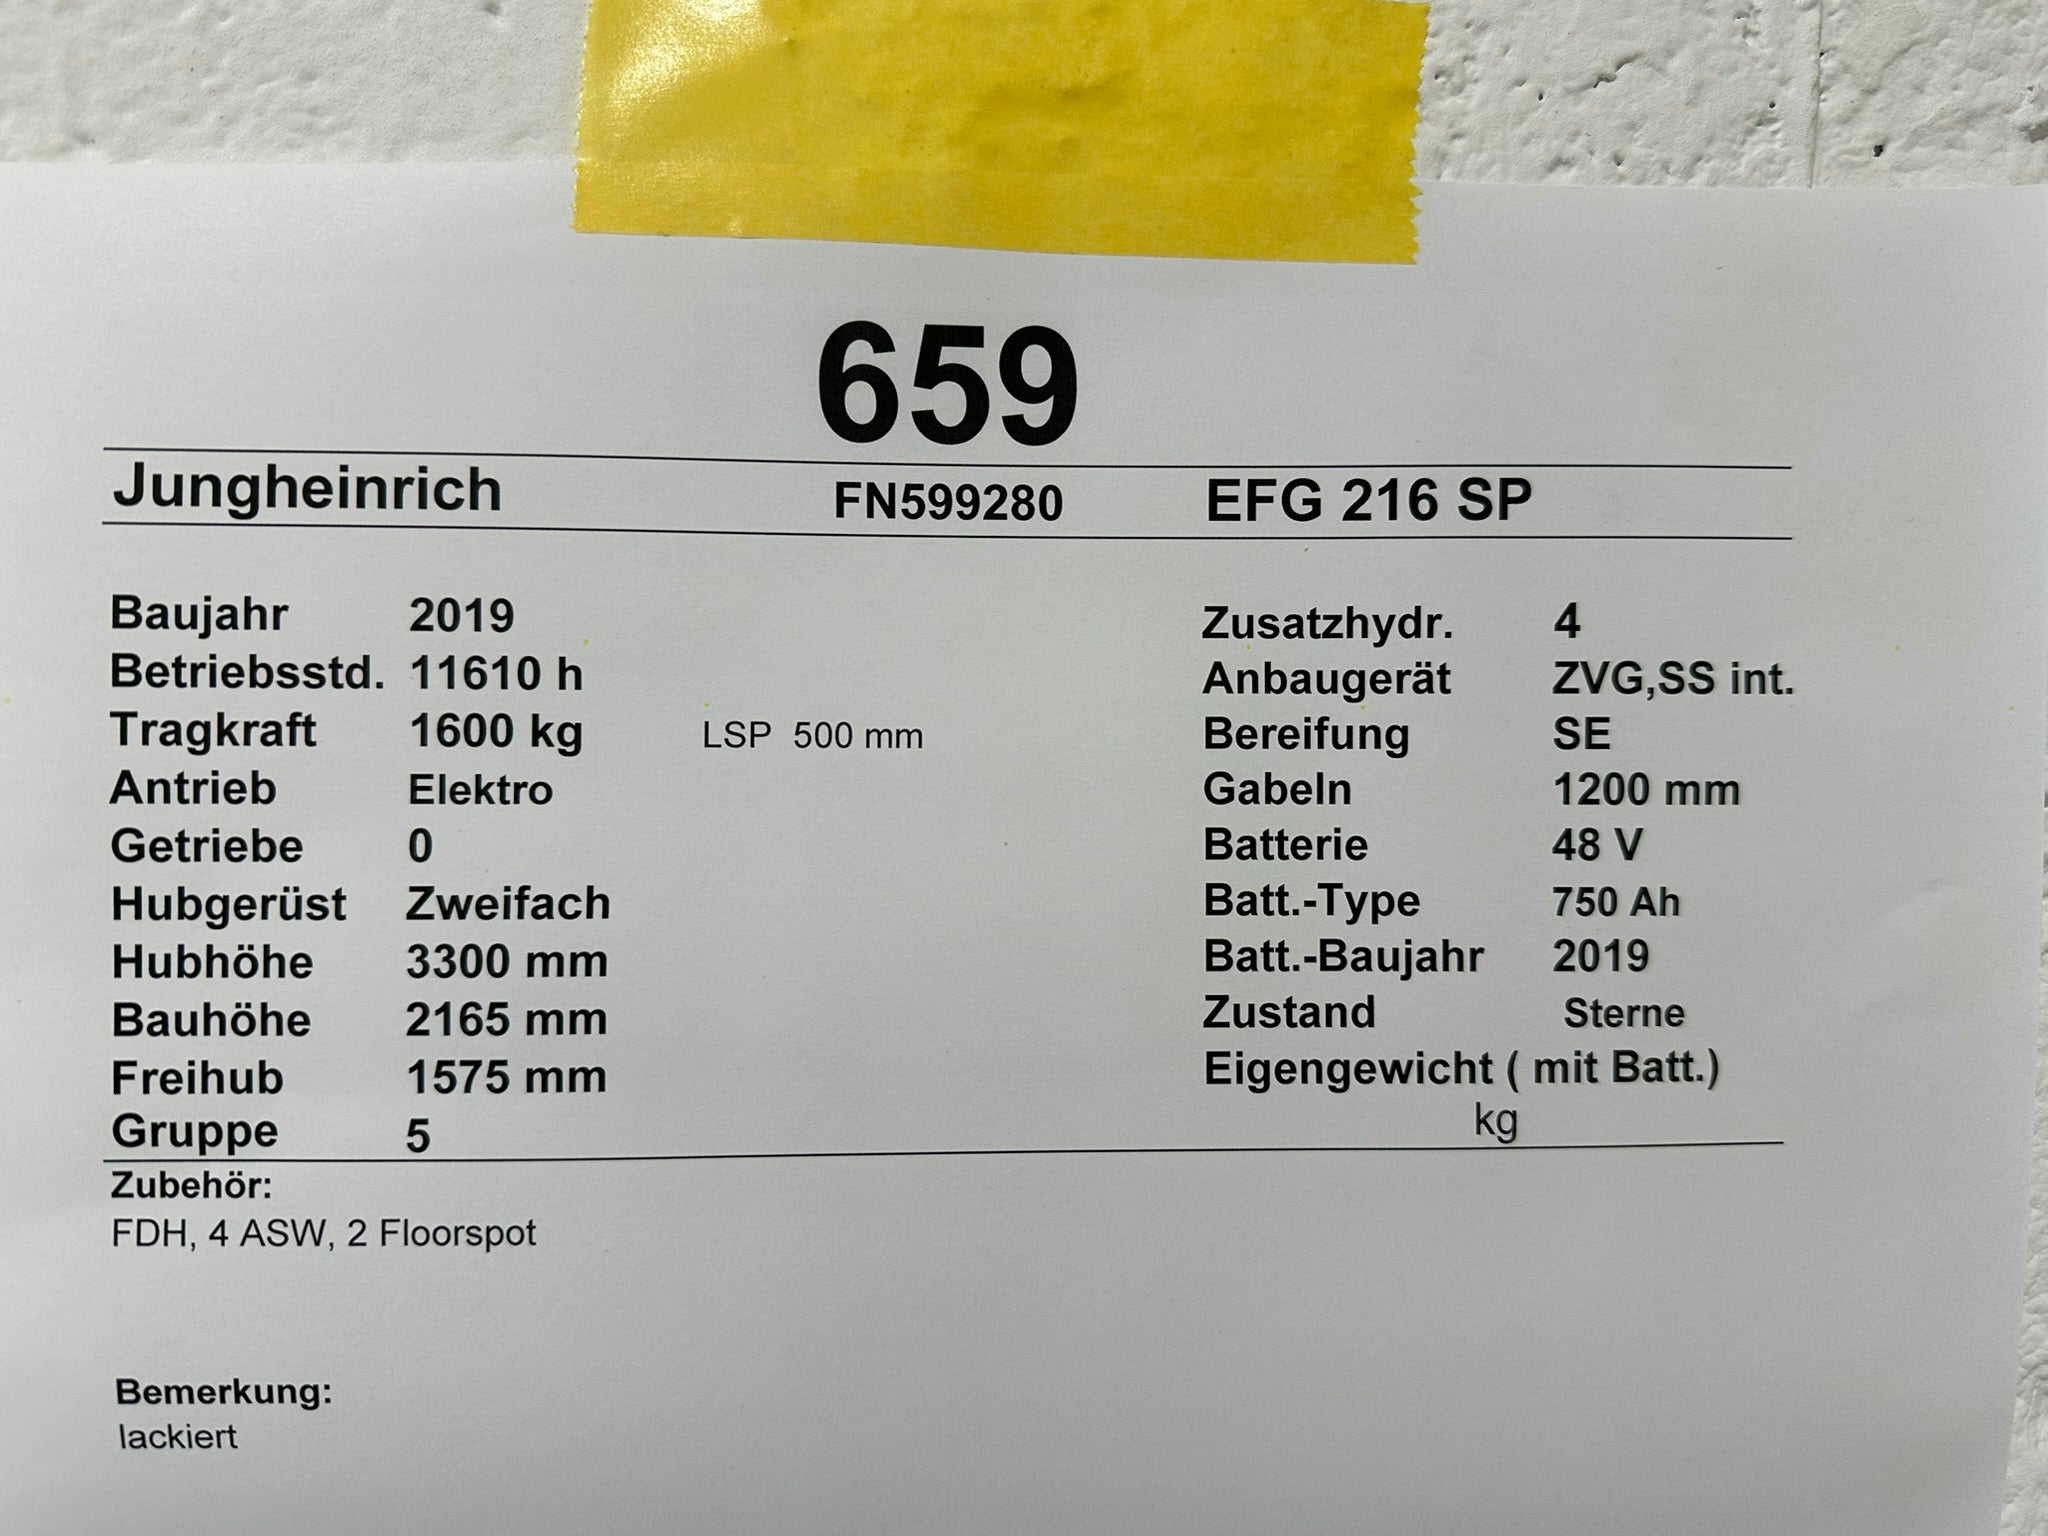 659
Jungheinrich FN599280 EFG 216 SP
Baujahr 2019 Zusatzhydr. 4
Betriebsstd. 11610 h Anbaugerät ZVG,SS int.
Tragkraft 1600 kg LSP 500 mm Bereifung SE
Antrieb Elektro Gabeln 1200 mm
Getriebe 0 Batterie 48 V
Hubgerüst Zweifach Batt.-Type 750 Ah
Hubhöhe 3300 mm Batt.-Baujahr 2019
Bauhöhe 2165 mm Zustand Sterne
Freihub 1575 mm Eigengewicht ( mit Batt.)
Gruppe 5 kg
Zubehör:
FDH, 4 ASW, 2 Floorspot
Bemerkung:
lackiert